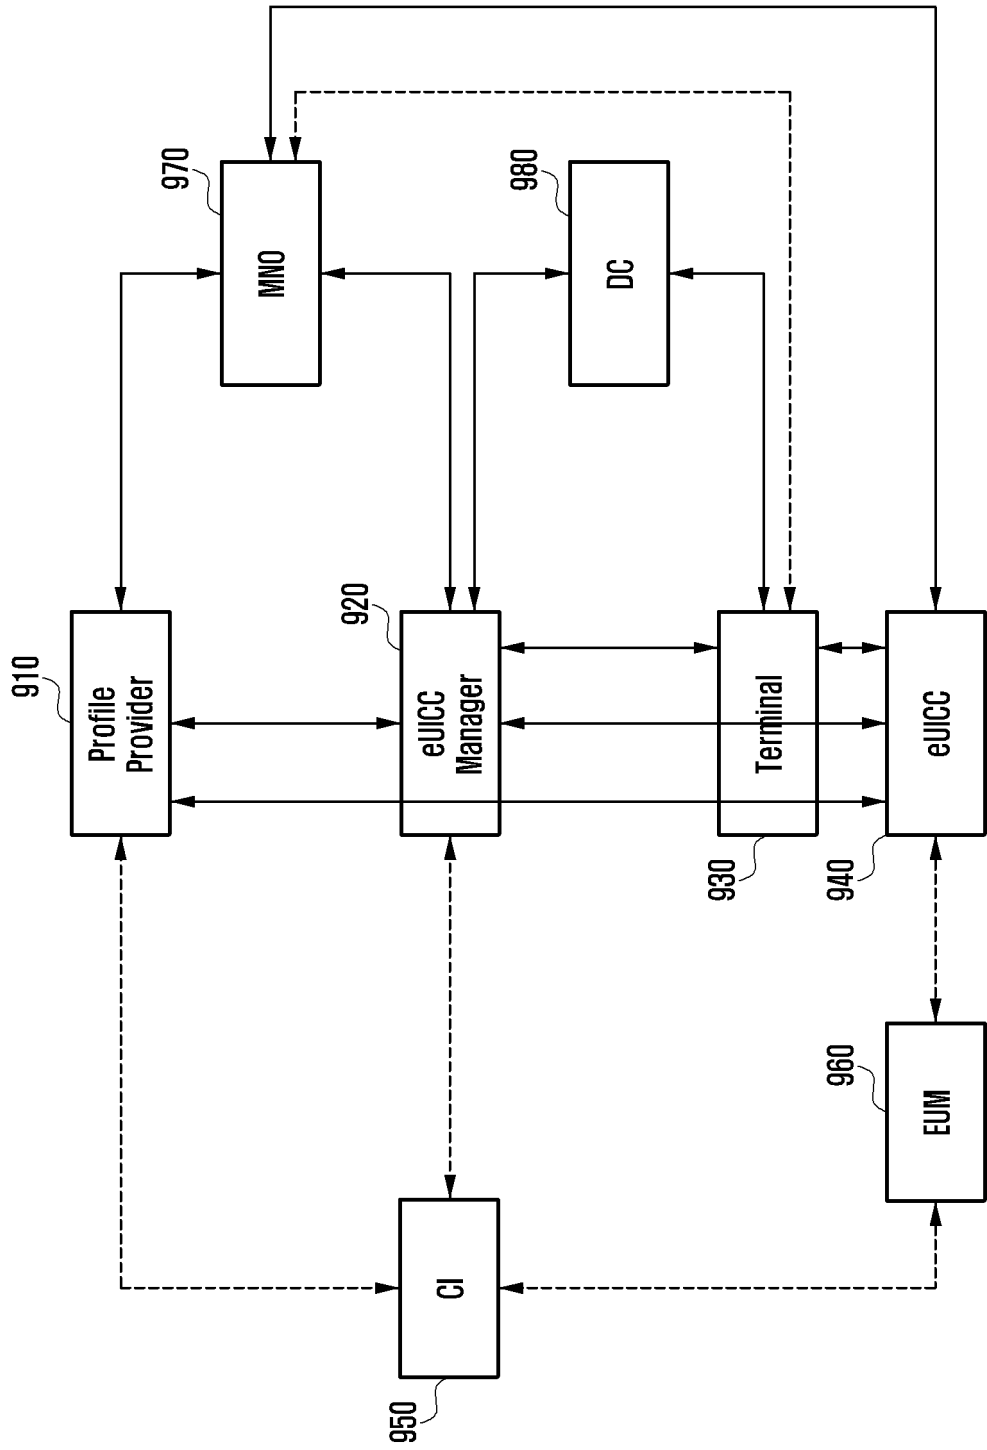 910
Profile
Provider
920
eUICC
Manager
930
Terminal
940
eUICC
950
CI
960
EUM
970
MNO
980
DC